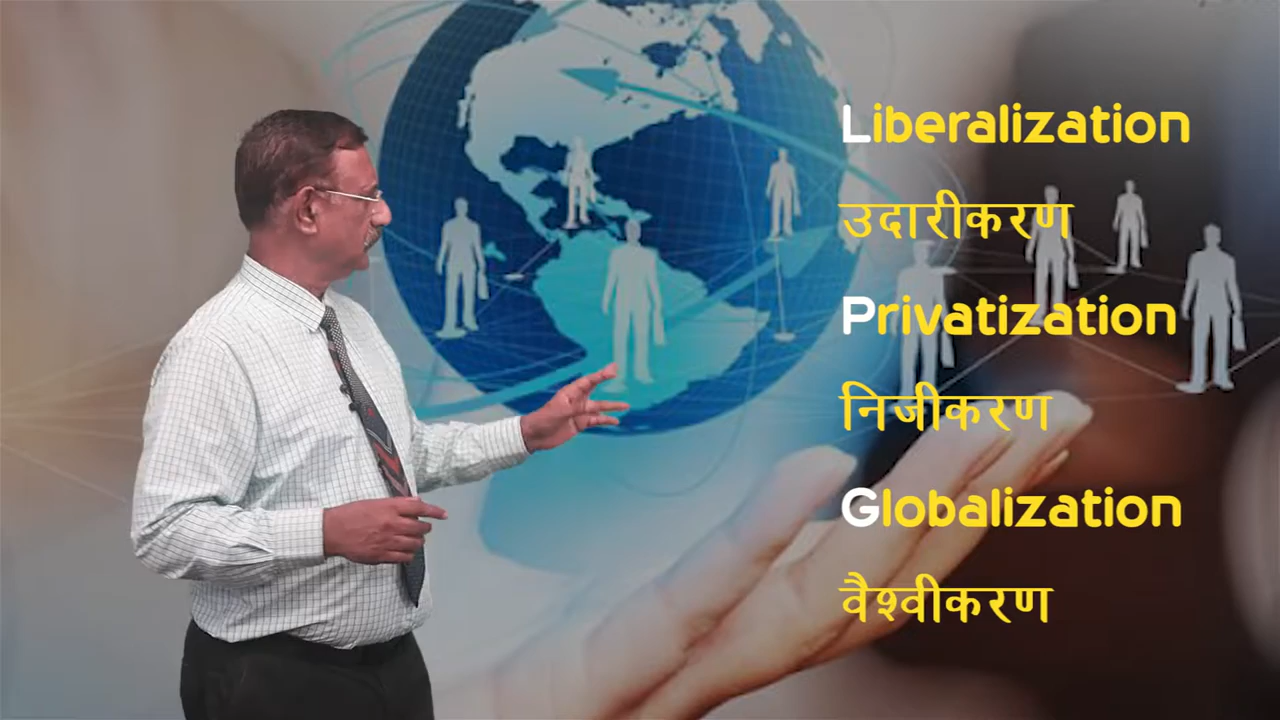 Liberalization
उदारीकरण
Privatization
निजीकरण
Globalization
वैश्वीकरण